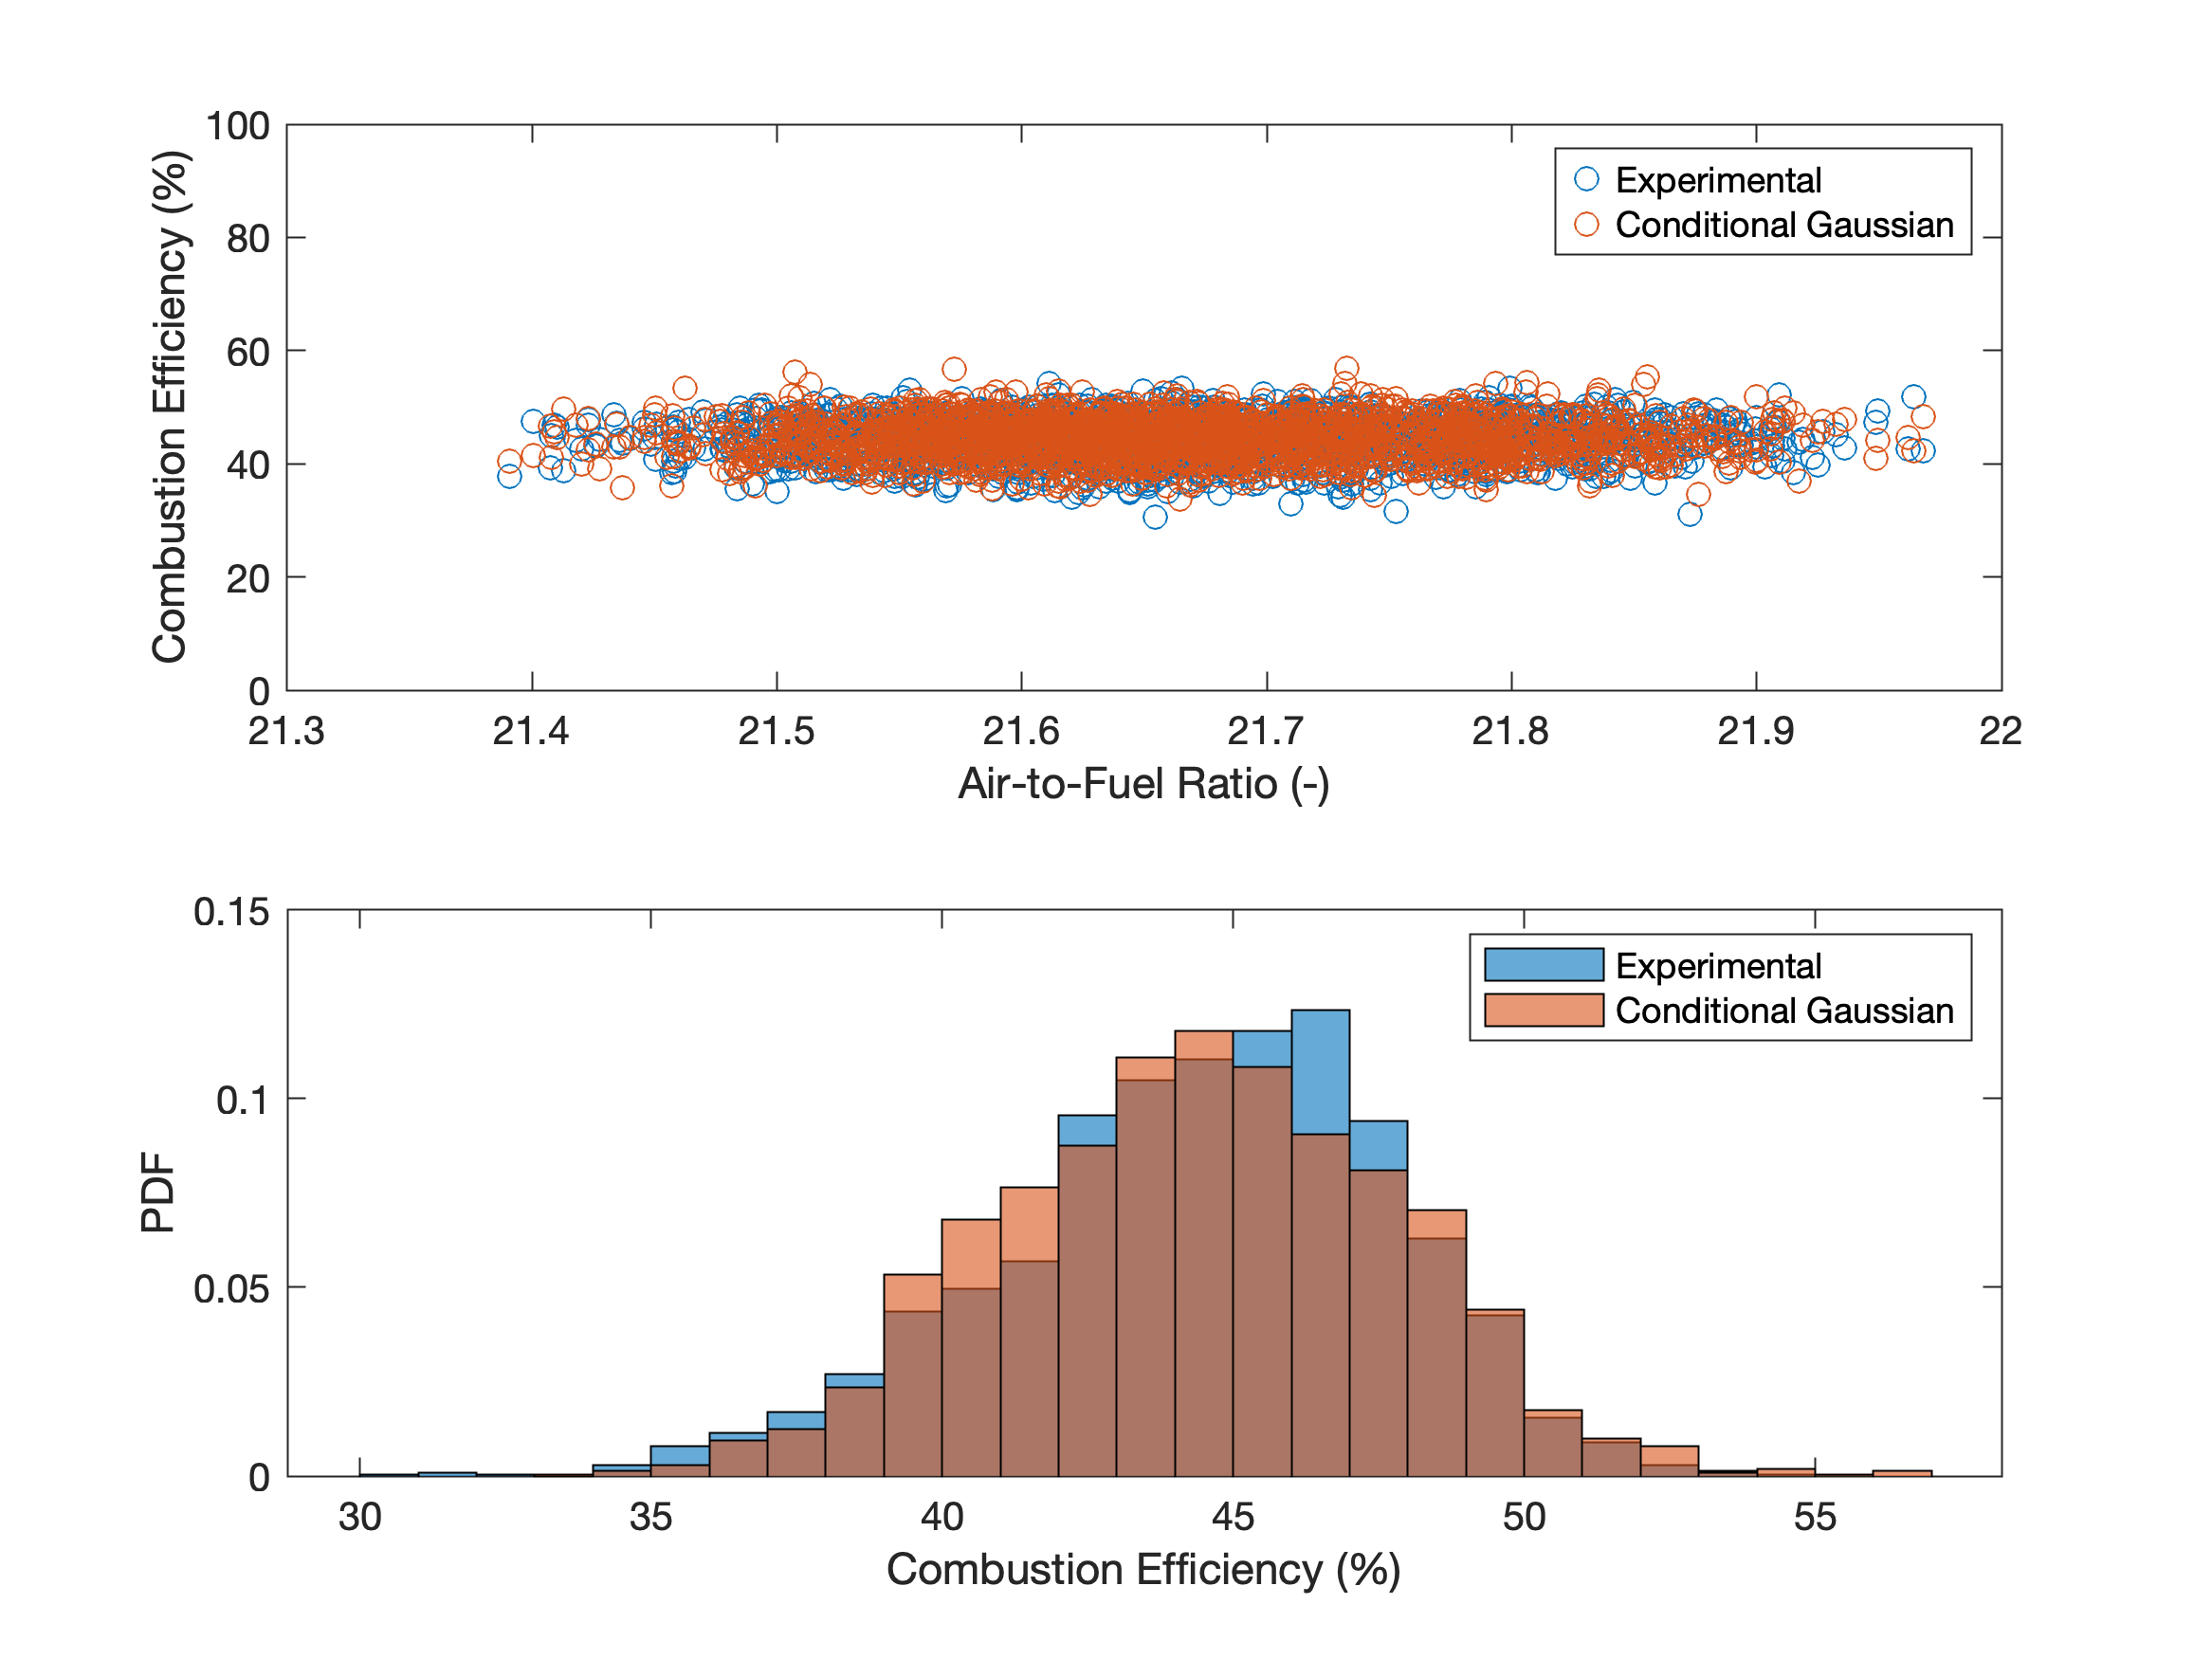 100
80
60
40
20
0
Combustion Efficiency (%)
Experimental
Conditional Gaussian
21.3 21.4 21.5 21.6 21.7 21.8 21.9 22
Air-to-Fuel Ratio (-)
0.15
0.1
0.05
0
PDF
Experimental
Conditional Gaussian
30 35 40 45 50 55
Combustion Efficiency (%)